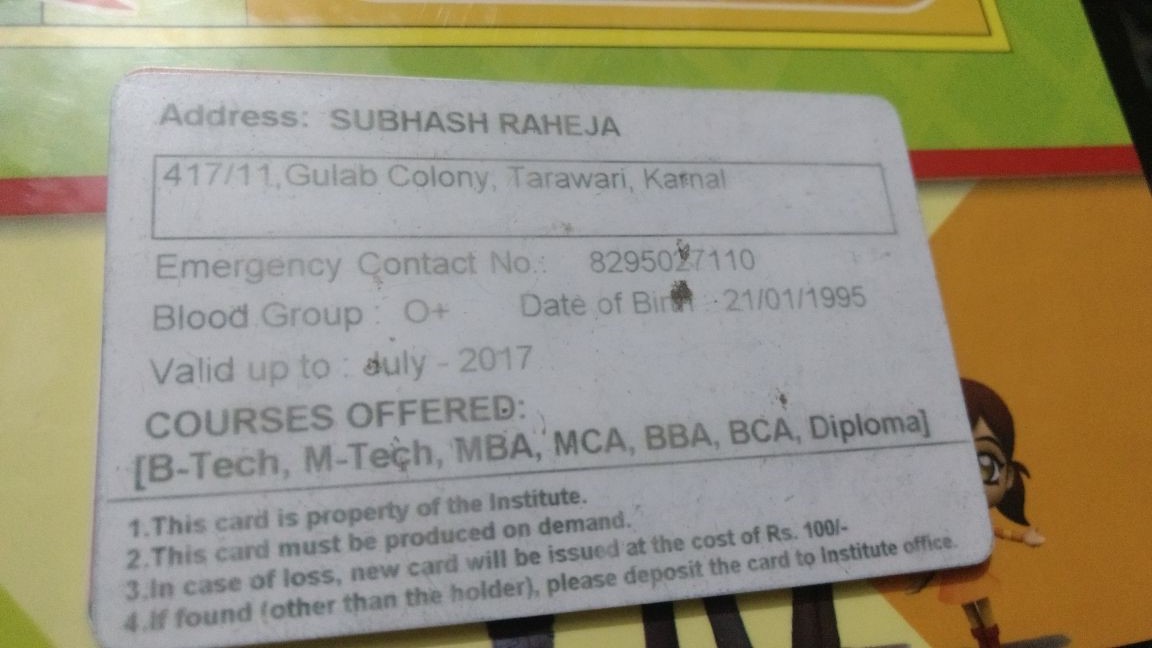 Address: SUBHASH RAHEJA
417/11,Gulab Colony, Tarawari, Karnal
Emergency Contact No.: 8295027110
Blood Group : O+ Date of Birth : 21/01/1995
Valid up to : July - 2017
COURSES OFFERED:
[B-Tech, M-Tech, MBA, MCA, BBA, BCA, Diploma]
1.This card is property of the Institute.
2.This card must be produced on demand.
3.In case of loss, new card will be issued at the cost of Rs. 100/-
4.If found (other than the holder), please deposit the card to Institute office.